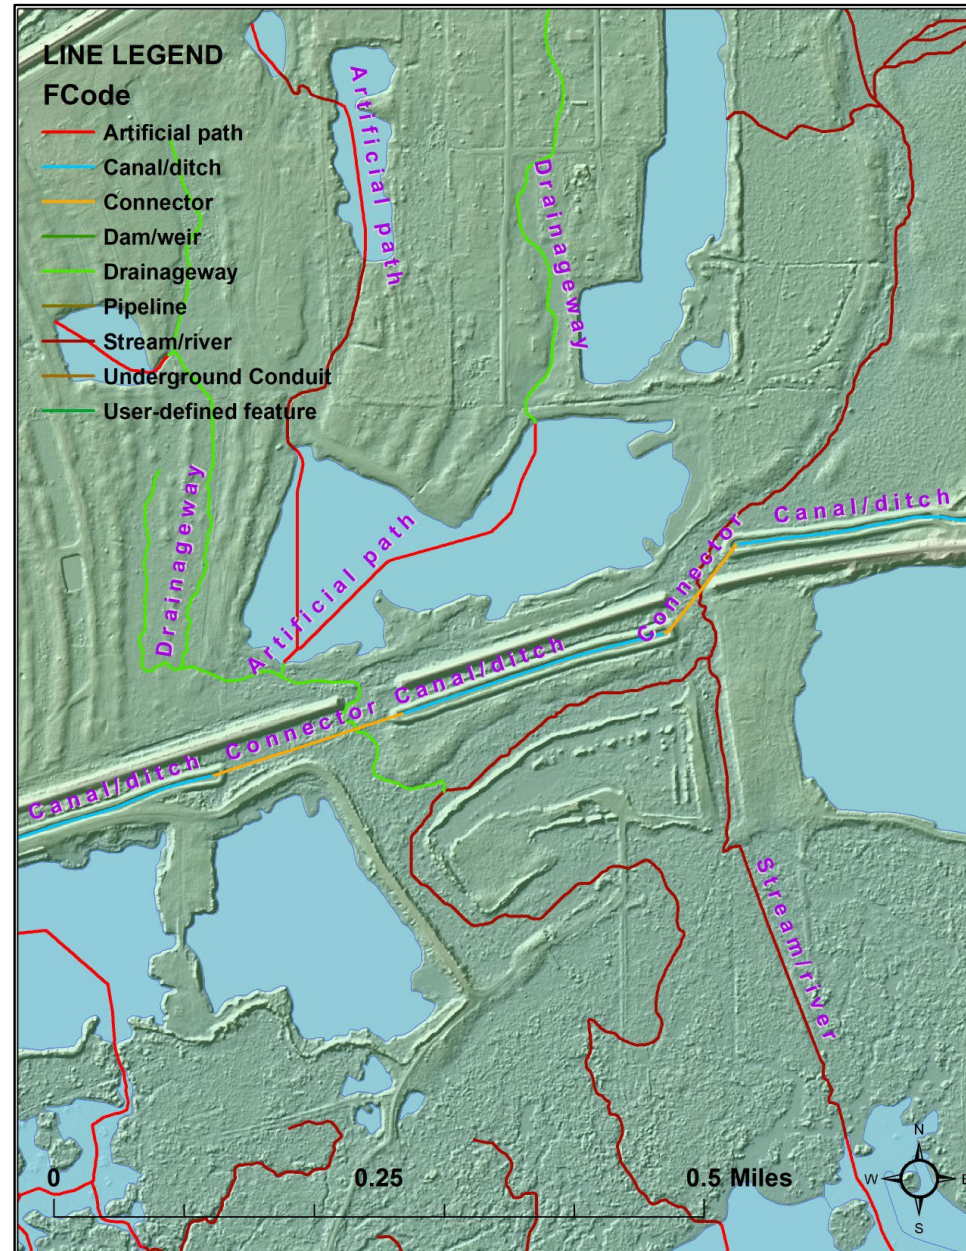 LINE LEGEND
FCode
Artificial path
Canal/ditch
Connector
Dam/weir
Drainageway
Pipeline
Stream/river
Underground Conduit
User-defined feature
Artificial path
Drainageway
Drainageway
Artificial path
Connector
Canal/ditch
Canal/ditch
Connector
Canal/ditch
Stream/river
0 0.25 0.5 Miles
N
W E
S